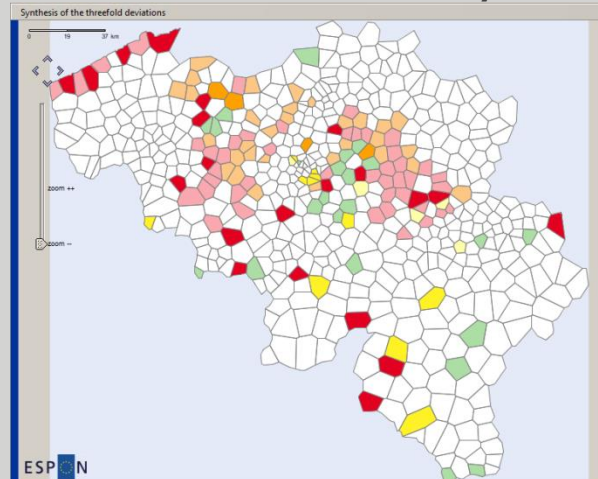 Synthesis of the threefold deviations
0 19 37 km
zoom ++
zoom --
ESPON